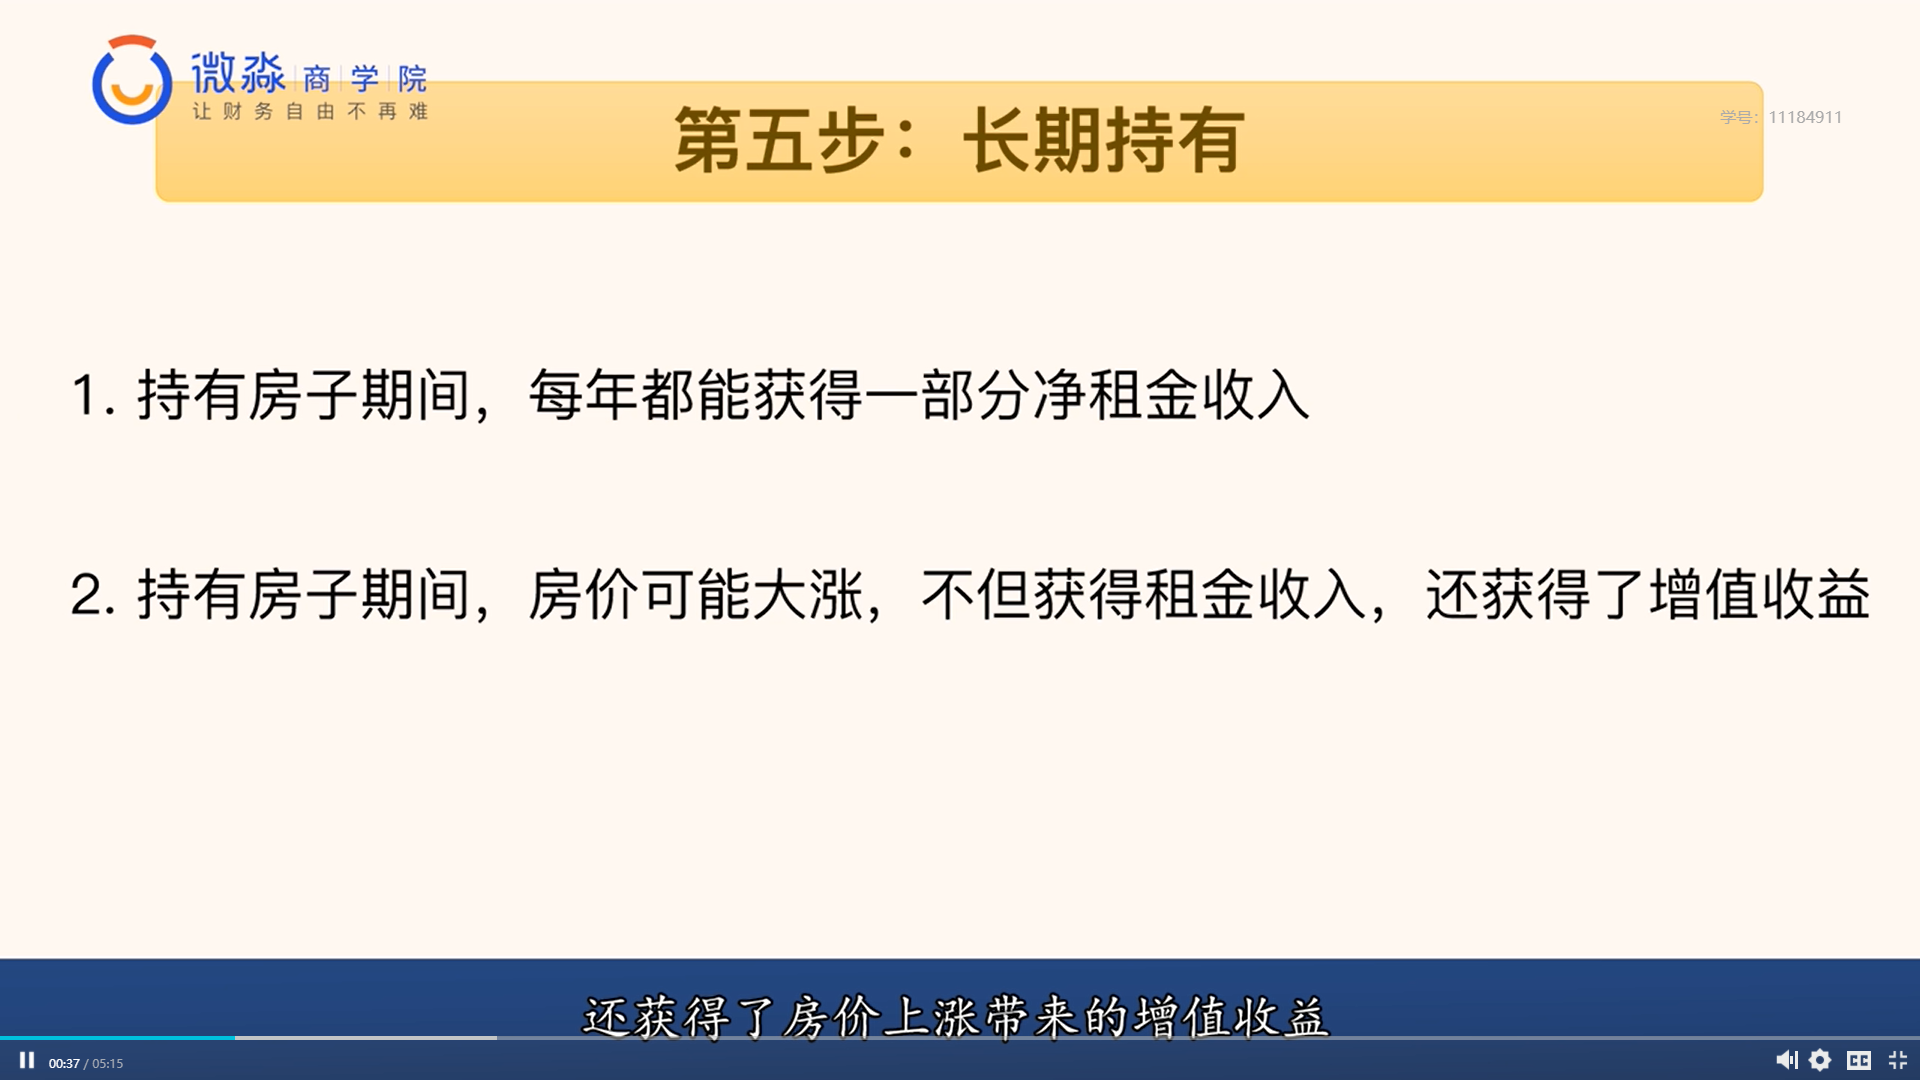 微淼商学院
让财务自由不再难
第五步：长期持有
学号：11184911
1. 持有房子期间，每年都能获得一部分净租金收入
2. 持有房子期间，房价可能大涨，不但获得租金收入，还获得了增值收益
还获得了房价上涨带来的增值收益
00:37 / 05:15
CC